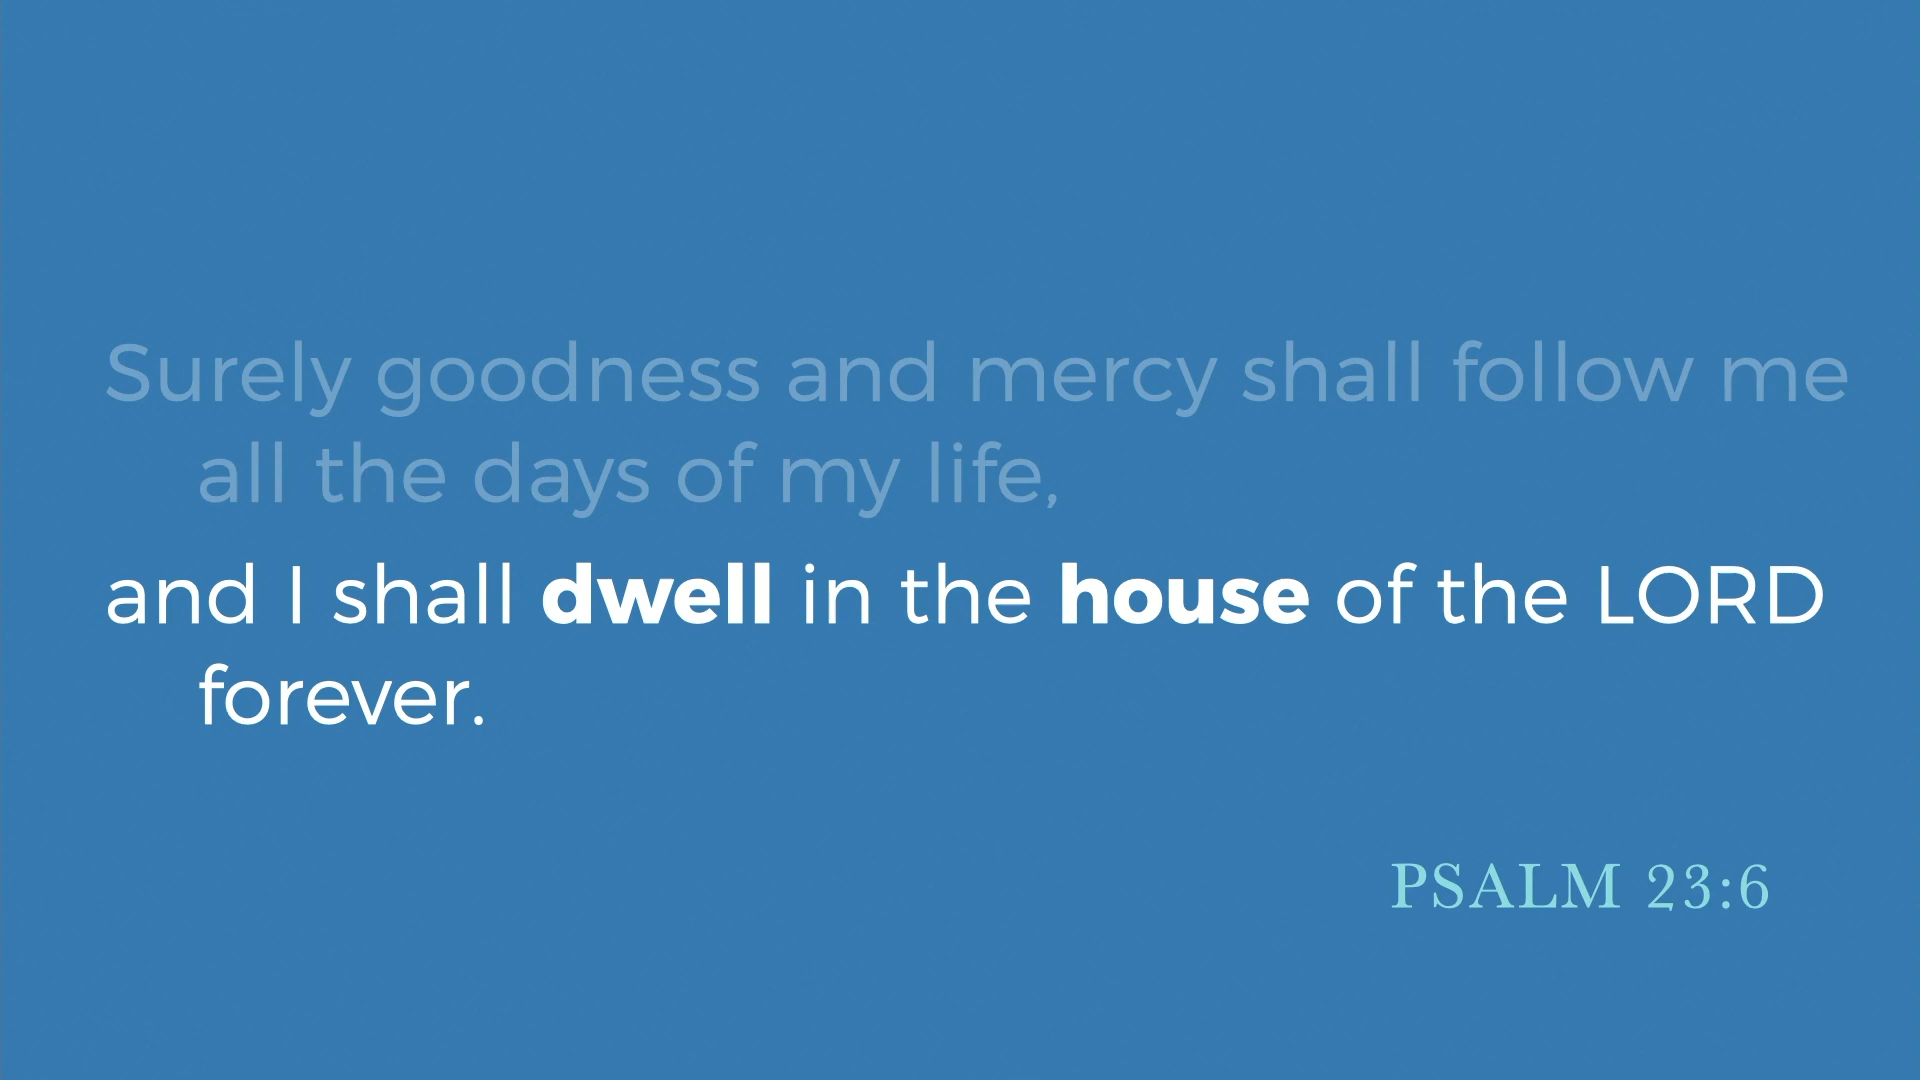 Surely goodness and mercy shall follow me
all the days of my life,
and I shall dwell in the house of the LORD
forever.
PSALM 23:6